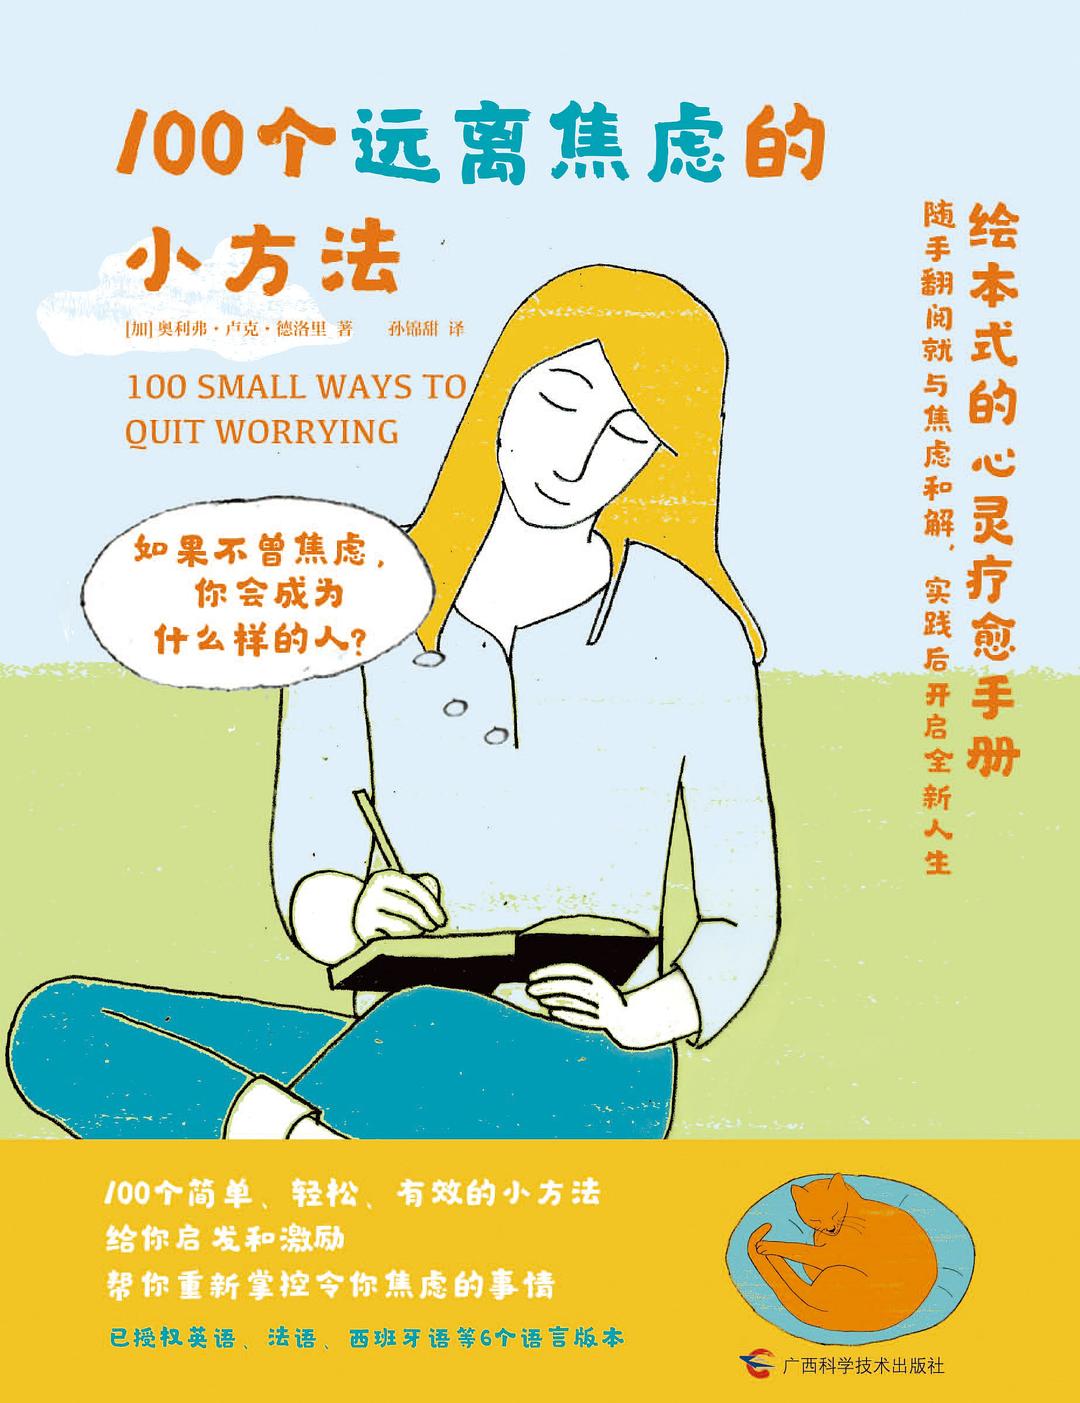 100个远离焦虑的
小方法
[加]奥利弗·卢克·德洛里 著 孙锦甜 译
100 SMALL WAYS TO
QUIT WORRYING
绘本式的心灵疗愈手册
随手翻阅就与焦虑和解，实践后开启全新人生
如果不曾焦虑，
你会成为
什么样的人？
100个简单、轻松、有效的小方法
给你启发和激励
帮你重新掌控令你焦虑的事情
已授权英语、法语、西班牙语等6个语言版本
广西科学技术出版社